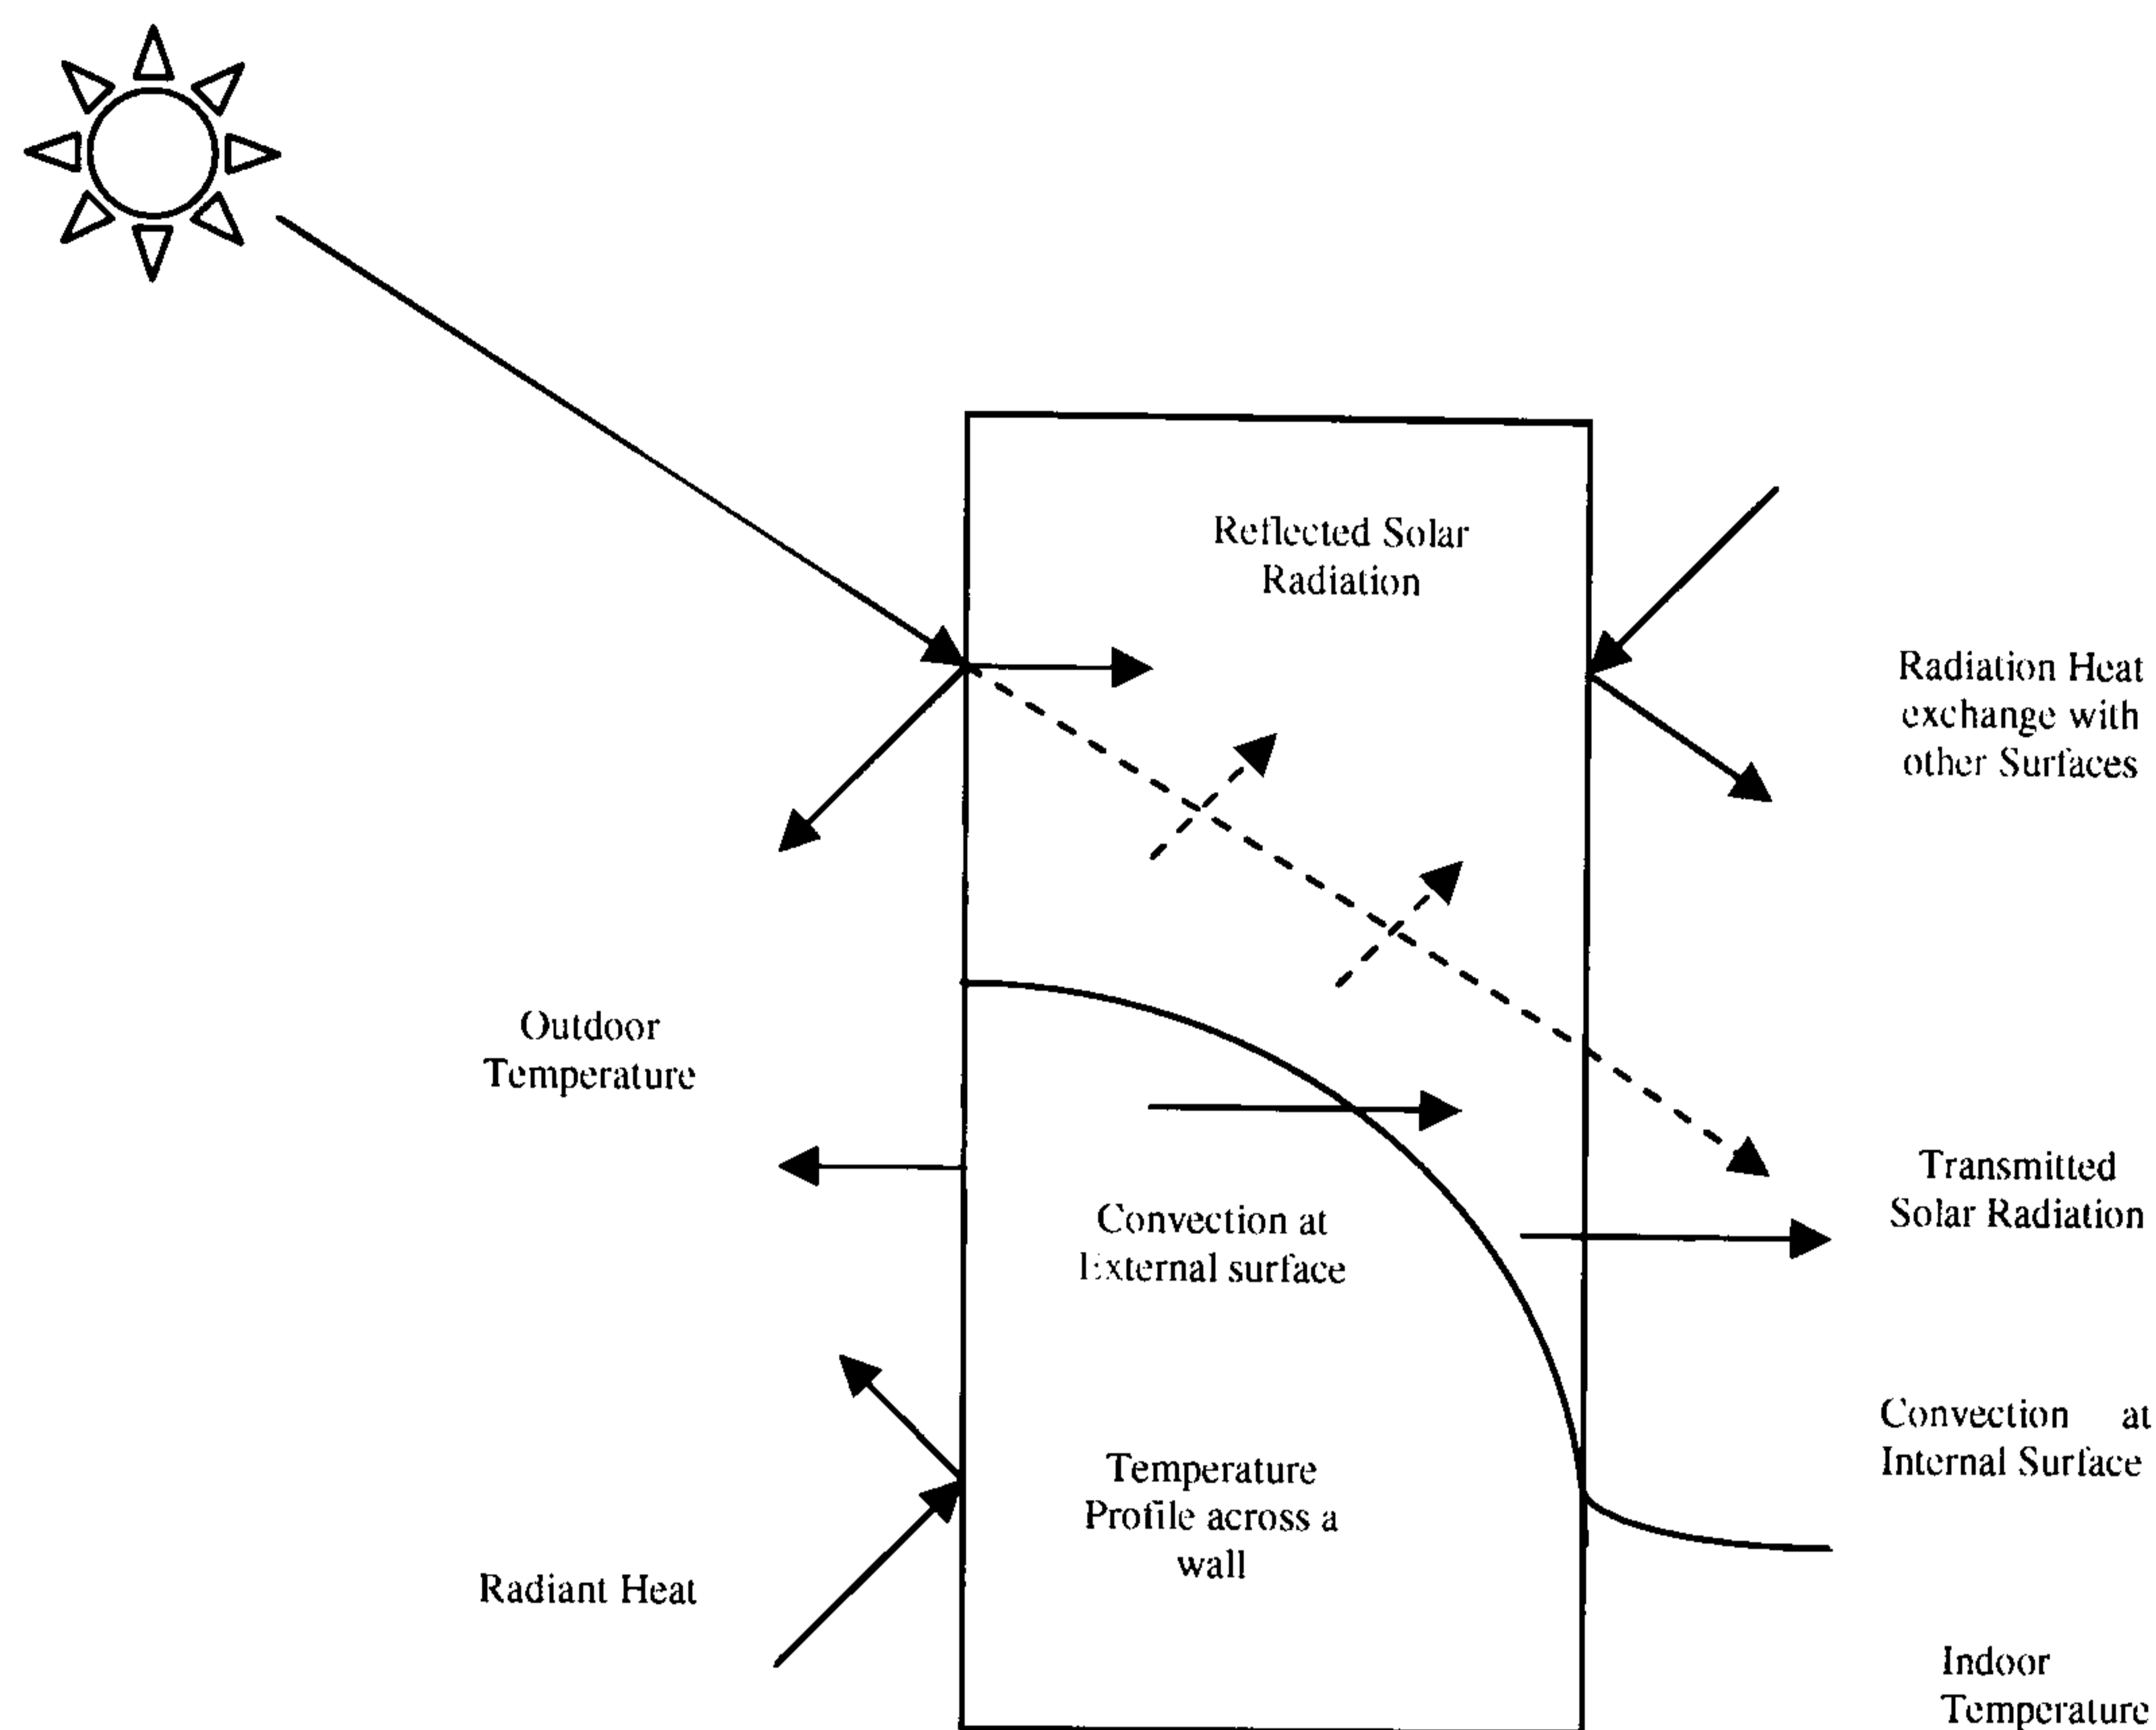 Reflected Solar
Radiation
Radiation Heat
exchange with
other Surfaces
Outdoor
Temperature
Transmitted
Solar Radiation
Convection at
External surface
Convection at
Internal Surface
Temperature
Profile across a
wall
Radiant Heat
Indoor
Temperature